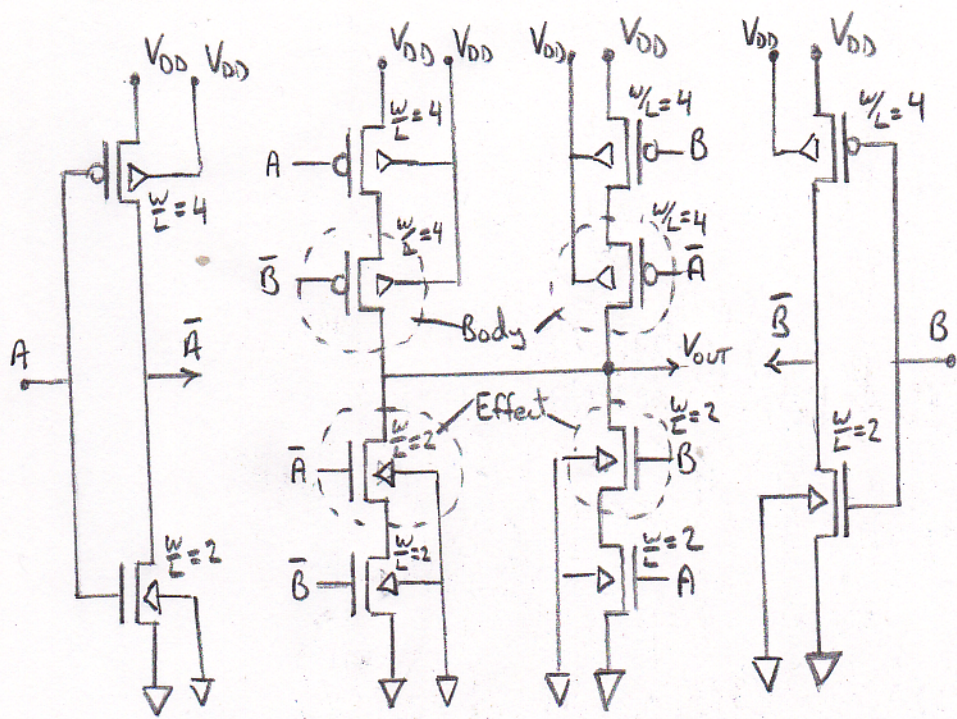 VDD VDD VDD VDD VDD VDD VDD VDD
W/L=4 W/L=4 W/L=4
A B
W/L=4 W/L=4 W/L=4
B̅ A̅
Body
A A̅ VOUT B̅ B
Effect W/L=2
W/L=2 W/L=2
A̅ B
W/L=2 W/L=2 W/L=2
B̅ A